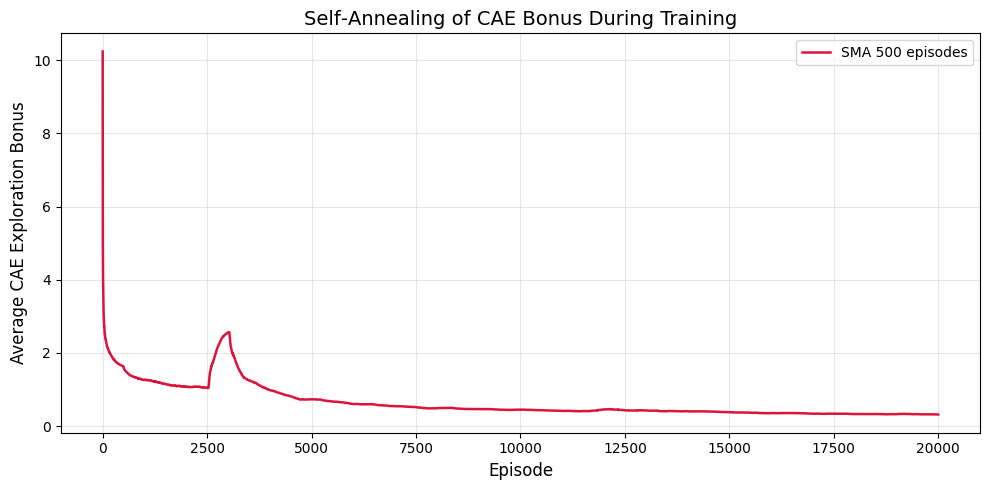 Self-Annealing of CAE Bonus During Training
SMA 500 episodes
Average CAE Exploration Bonus
10
8
6
4
2
0
0 2500 5000 7500 10000 12500 15000 17500 20000
Episode